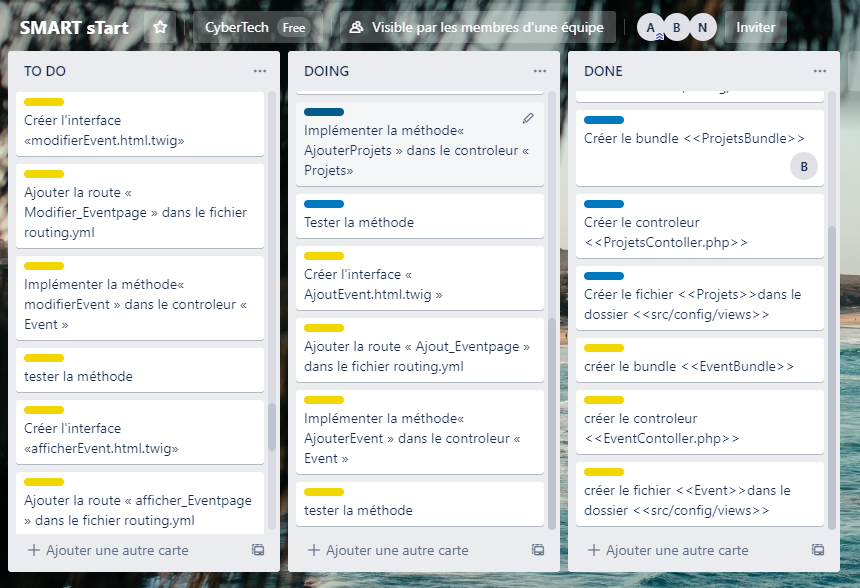 SMART sTart
CyberTech Free
Visible par les membres d'une équipe
A B N
Inviter
TO DO
Créer l'interface
«modifierEvent.html.twig»
Ajouter la route «
Modifier_Eventpage » dans le fichier
routing.yml
Implémenter la méthode«
modifierEvent » dans le controleur «
Event »
tester la méthode
Créer l'interface
«afficherEvent.html.twig»
Ajouter la route « afficher_Eventpage
» dans le fichier routing.yml
+ Ajouter une autre carte
DOING
Implémenter la méthode«
AjouterProjets » dans le controleur «
Projets»
Tester la méthode
Créer l'interface «
AjoutEvent.html.twig »
Ajouter la route « Ajout_Eventpage »
dans le fichier routing.yml
Implémenter la méthode«
AjouterEvent » dans le controleur «
Event »
tester la méthode
+ Ajouter une autre carte
DONE
Créer le bundle <<ProjetsBundle>>
B
Créer le controleur
<<ProjetsContoller.php>>
Créer le fichier <<Projets>>dans le
dossier <<src/config/views>>
créer le bundle <<EventBundle>>
créer le controleur
<<EventContoller.php>>
créer le fichier <<Event>>dans le
dossier <<src/config/views>>
+ Ajouter une autre carte